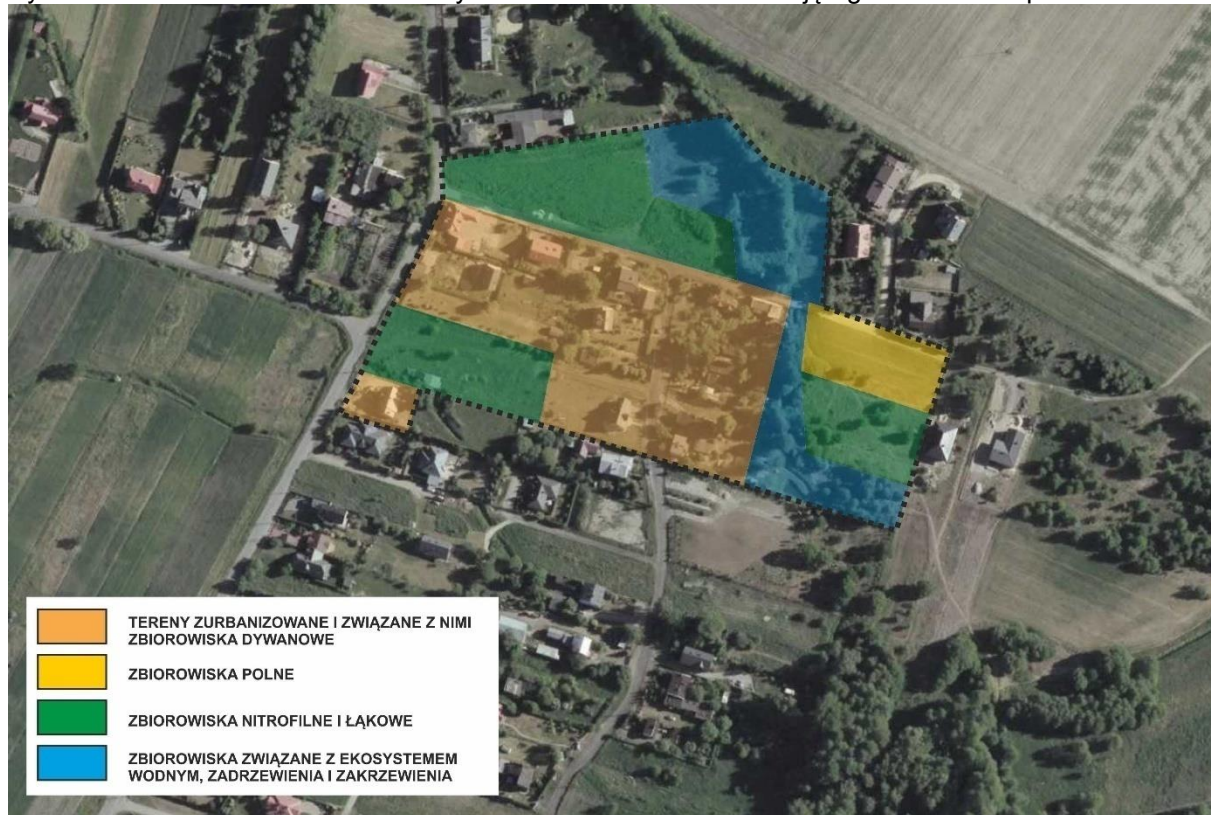 TERENY ZURBANIZOWANE I ZWIĄZANE Z NIMI
ZBIOROWISKA DYWANOWE
ZBIOROWISKA POLNE
ZBIOROWISKA NITROFILNE I ŁĄKOWE
ZBIOROWISKA ZWIĄZANE Z EKOSYSTEMEM
WODNYM, ZADRZEWIENIA I ZAKRZEWIENIA